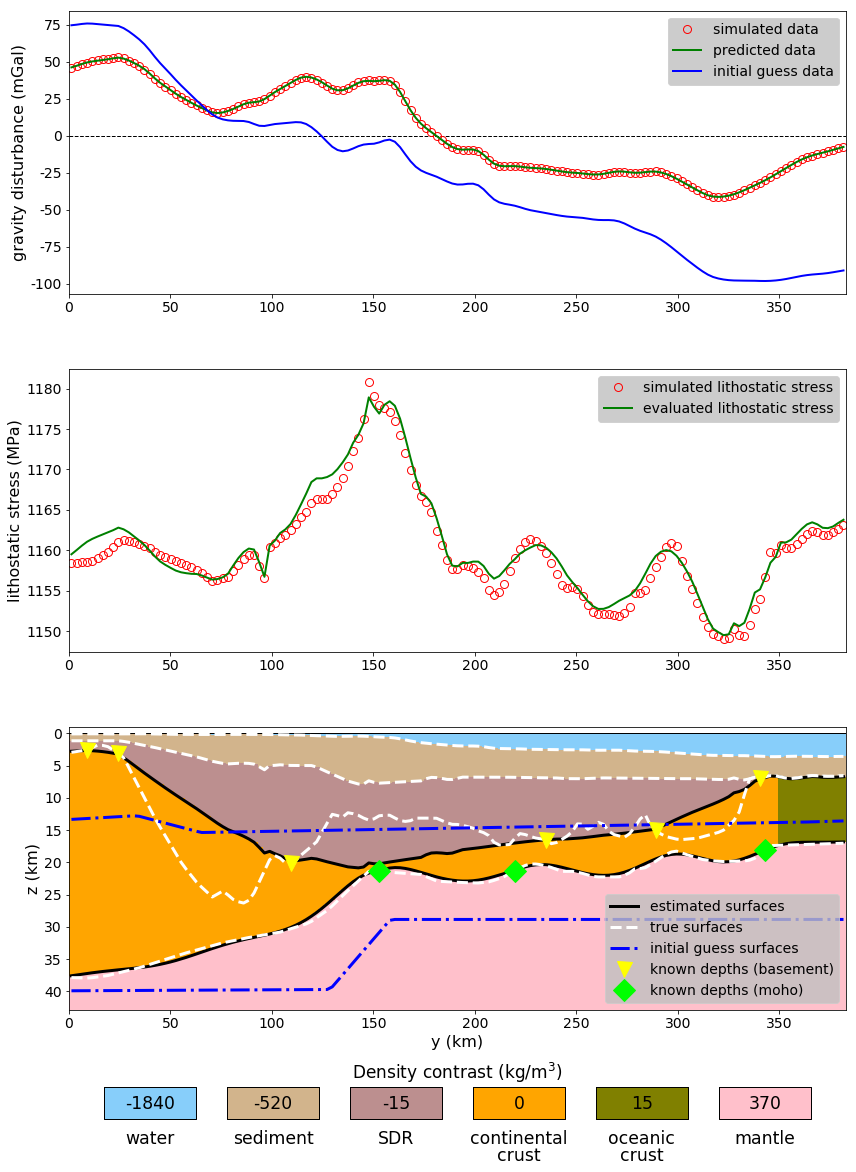 75
50
25
0
-25
-50
-75
-100
gravity disturbance (mGal)
simulated data
predicted data
initial guess data
0 50 100 150 200 250 300 350
1180
1175
1170
1165
1160
1155
1150
lithostatic stress (MPa)
simulated lithostatic stress
evaluated lithostatic stress
0 50 100 150 200 250 300 350
0
5
10
15
20
25
30
35
40
z (km)
estimated surfaces
true surfaces
initial guess surfaces
known depths (basement)
known depths (moho)
0 50 100 150 200 250 300 350
y (km)
Density contrast (kg/m³)
-1840 -520 -15 0 15 370
water sediment SDR continental oceanic mantle
crust crust